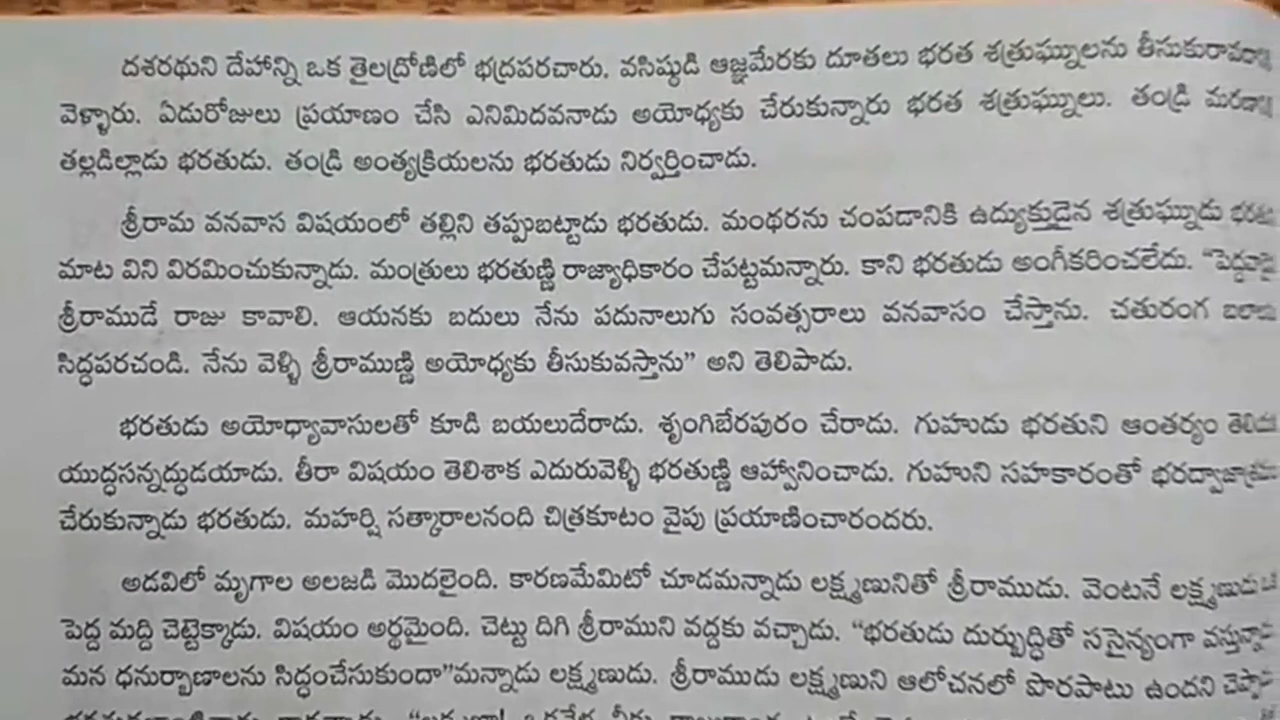 దశరథుని దేహాన్ని ఒక తైలద్రోణిలో భద్రపరచారు. వసిష్ఠుడి ఆజ్ఞమేరకు దూతలు భరత శత్రుఘ్నులను
వెళ్ళారు. ఏడురోజులు ప్రయాణం చేసి ఎనిమిదవనాడు అయోధ్యకు చేరుకున్నారు భరత శత్రుఘ్నులు. తండ్రి
తల్లడిల్లాడు భరతుడు. తండ్రి అంత్యక్రియలను భరతుడు నిర్వర్తించాడు.
శ్రీరామ వనవాస విషయంలో తల్లిని తప్పుబట్టాడు భరతుడు. మంథరను చంపడానికి ఉద్యుక్తుడైన శత్రుఘ్నుడు
మాట విని విరమించుకున్నాడు. మంత్రులు భరతుణ్ణి రాజ్యాధికారం చేపట్టమన్నారు. కాని భరతుడు అంగీకరించలేదు.
శ్రీరాముడే రాజు కావాలి. ఆయనకు బదులు నేను పదునాలుగు సంవత్సరాలు వనవాసం చేస్తాను. చతురంగ
సిద్ధపరచండి. నేను వెళ్ళి శ్రీరాముణ్ణి అయోధ్యకు తీసుకువస్తాను” అని తెలిపాడు.
భరతుడు అయోధ్యావాసులతో కూడి బయలుదేరాడు. శృంగిబేరపురం చేరాడు. గుహుడు భరతుని ఆంతర్యం
యుద్ధసన్నద్ధుడయాడు. తీరా విషయం తెలిశాక ఎదురువెళ్ళి భరతుణ్ణి ఆహ్వానించాడు. గుహుని సహకారంతో
చేరుకున్నాడు భరతుడు. మహర్షి సత్కారాలనంది చిత్రకూటం వైపు ప్రయాణించారందరు.
అడవిలో మృగాల అలజడి మొదలైంది. కారణమేమిటో చూడమన్నాడు లక్ష్మణునితో శ్రీరాముడు. వెంటనే
పెద్ద మద్ది చెట్టెక్కాడు. విషయం అర్థమైంది. చెట్టు దిగి శ్రీరాముని వద్దకు వచ్చాడు. “భరతుడు దుర్బుద్ధితో ససైన్యంగా
మన ధనుర్బాణాలను సిద్ధంచేసుకుందా”మన్నాడు లక్ష్మణుడు. శ్రీరాముడు లక్ష్మణుని ఆలోచనలో పొరపాటు ఉందని